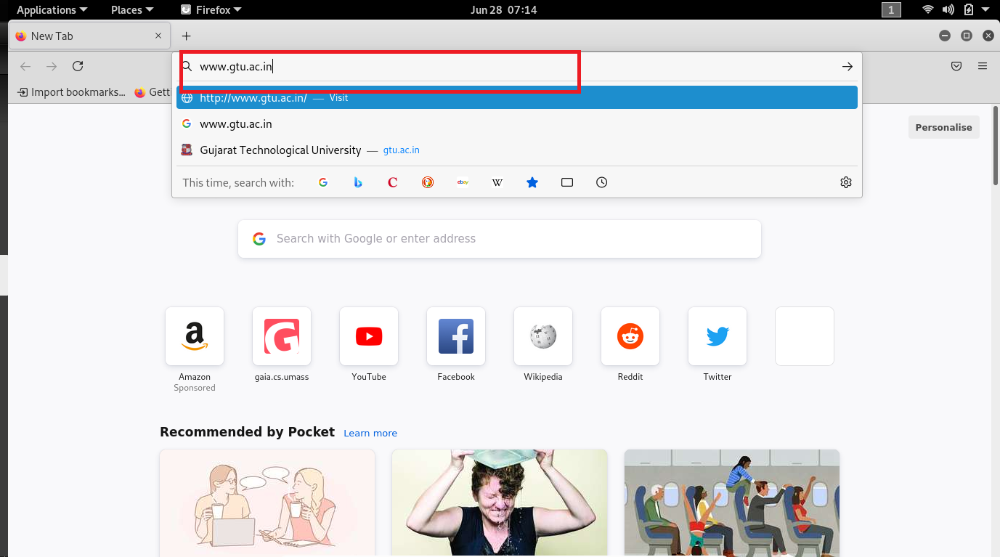 Applications Places Firefox Jun 28 07:14 1
New Tab
www.gtu.ac.in
Import bookmarks...
http://www.gtu.ac.in/ — Visit
www.gtu.ac.in
Gujarat Technological University — gtu.ac.in
Personalise
This time, search with: G b C ebay W
Search with Google or enter address
Amazon gaia.cs.umass YouTube Facebook Wikipedia Reddit Twitter
Sponsored
Recommended by Pocket Learn more